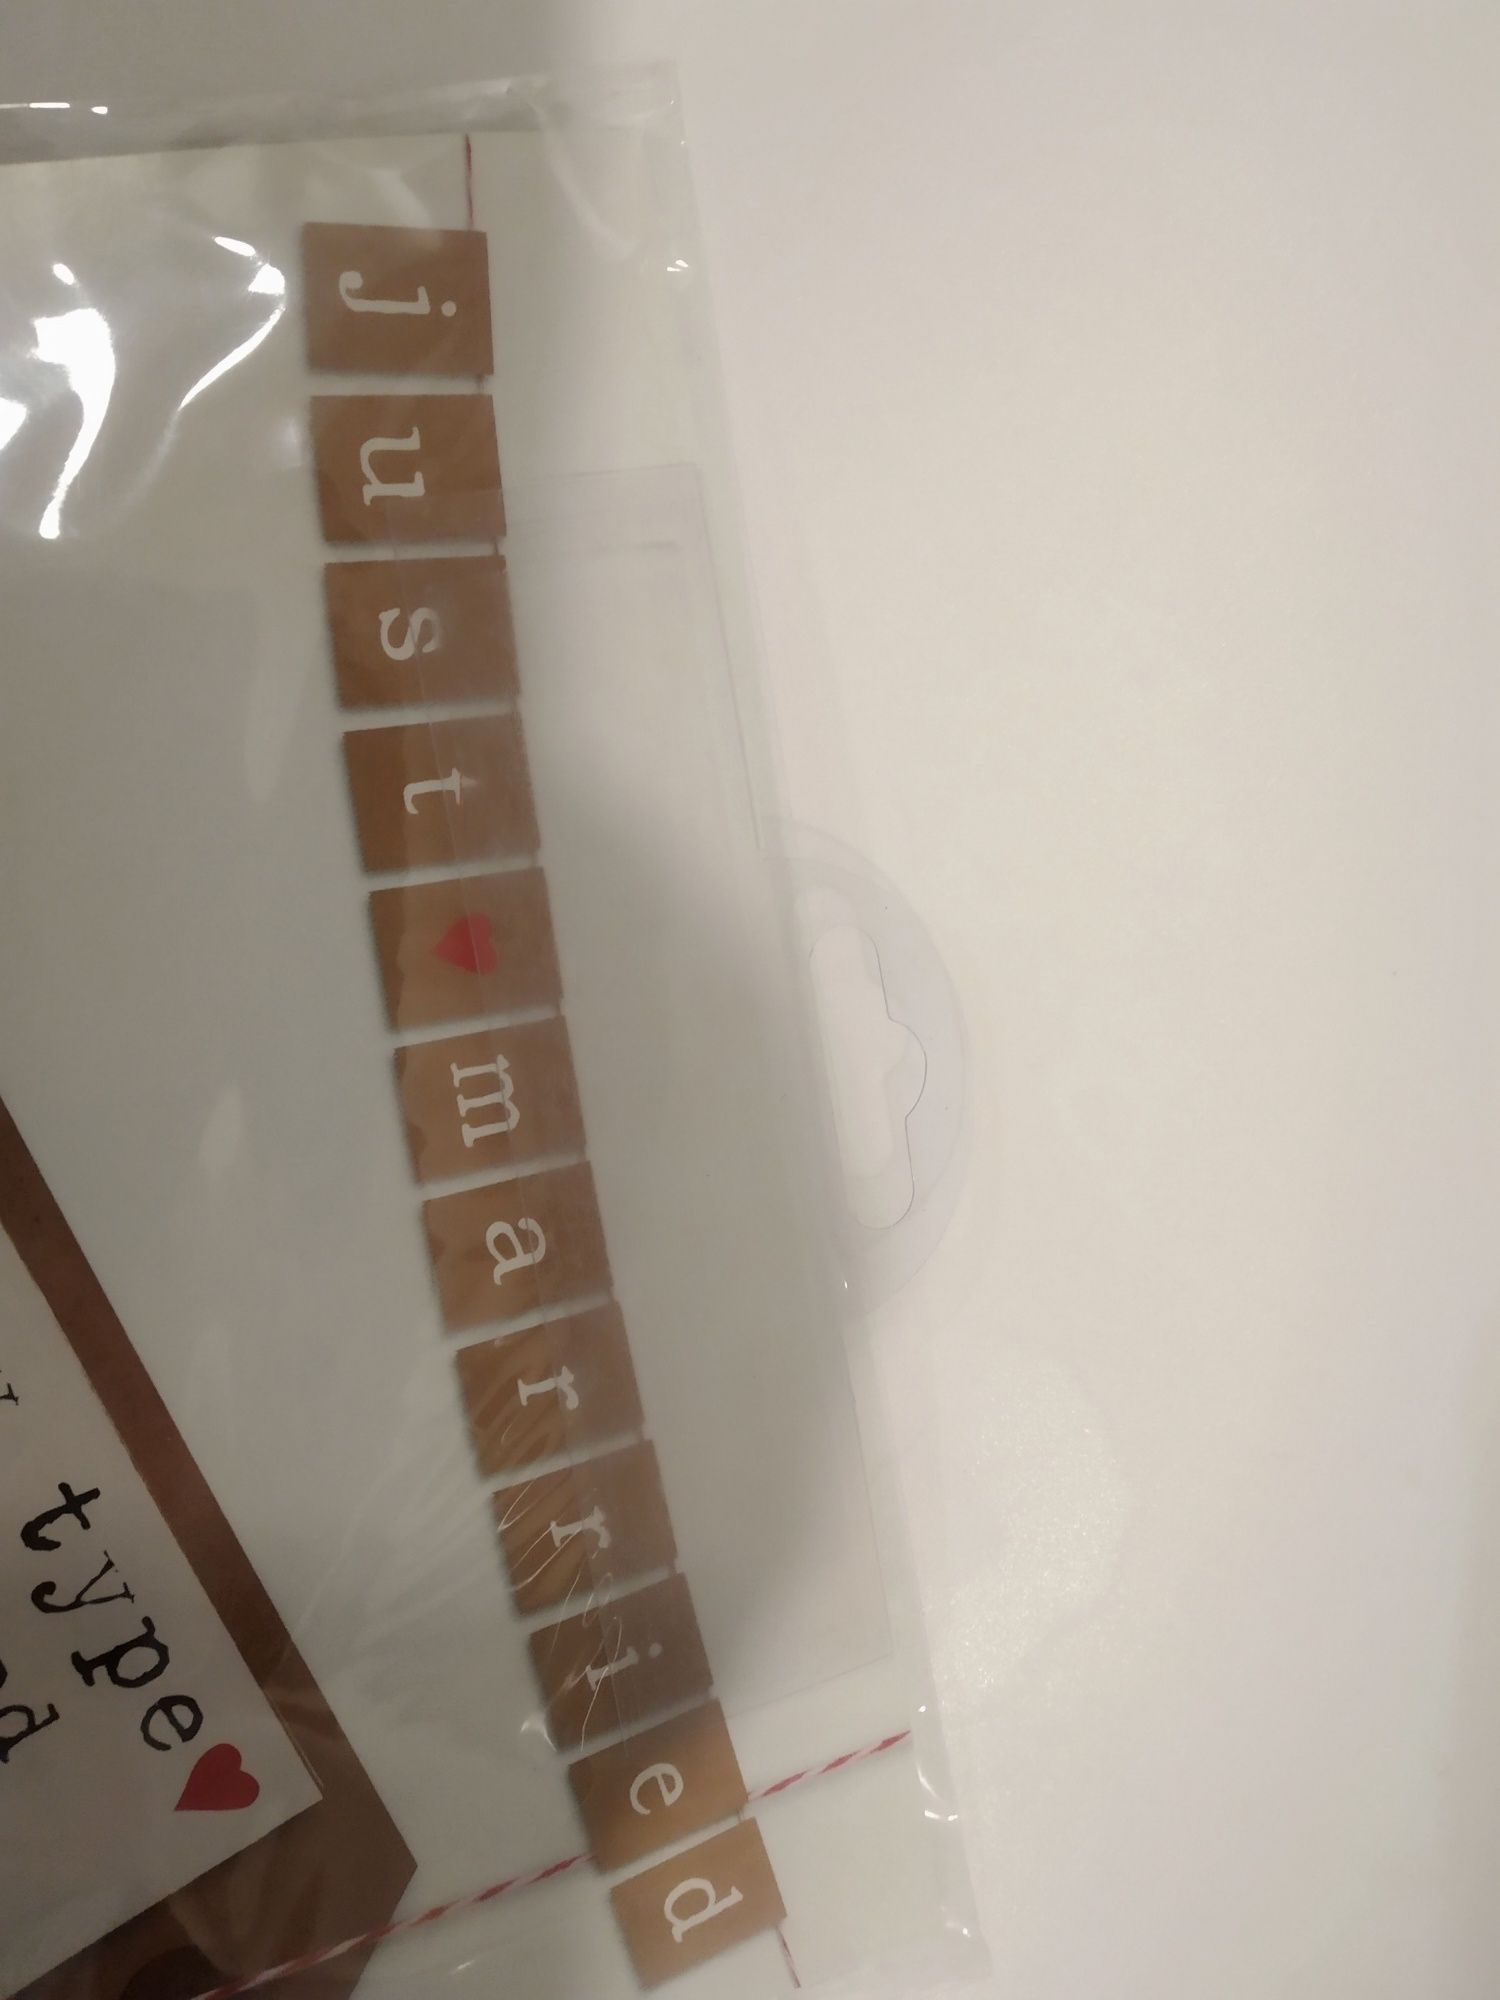 just ♥ married
type ♥